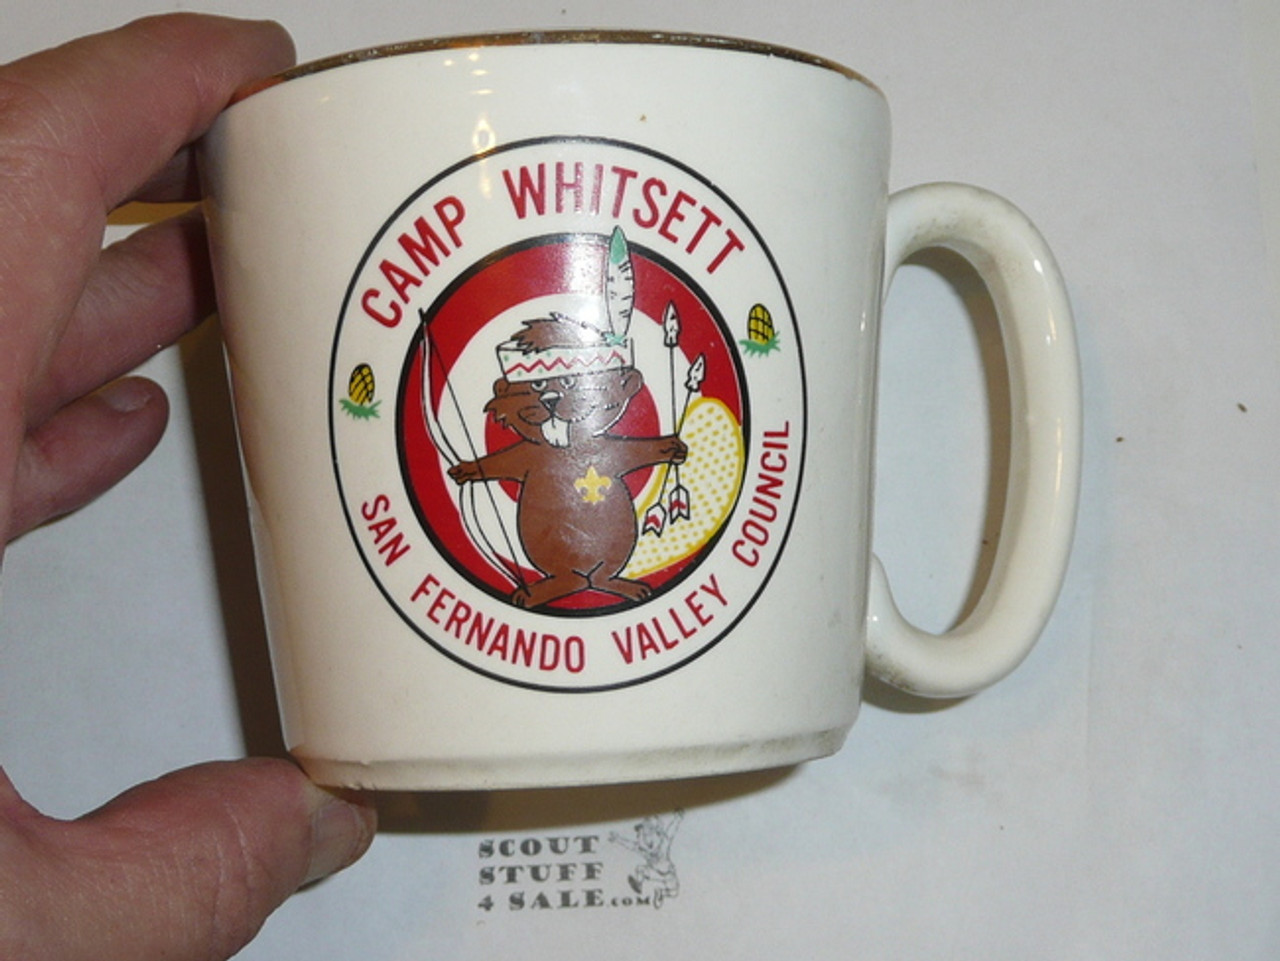 CAMP WHITSETT
SAN FERNANDO VALLEY COUNCIL
SCOUT
STUFF
4 SALE.COM